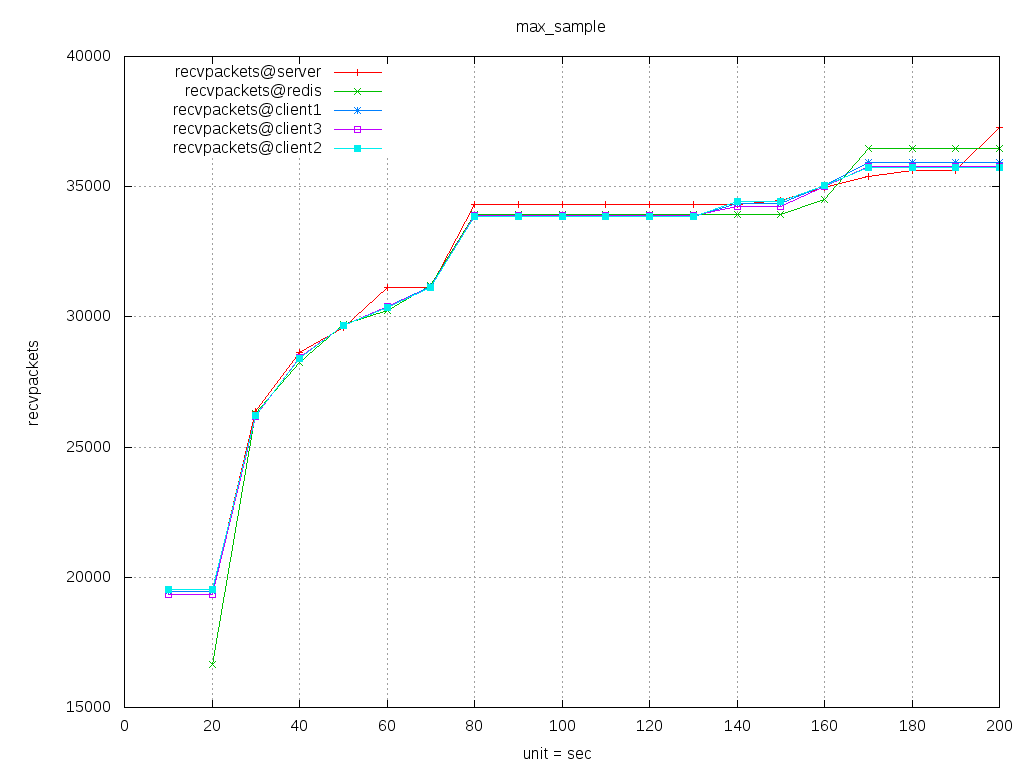 max_sample
recvpackets@server
recvpackets@redis
recvpackets@client1
recvpackets@client3
recvpackets@client2
40000
35000
30000
25000
20000
15000
recvpackets
0 20 40 60 80 100 120 140 160 180 200
unit = sec